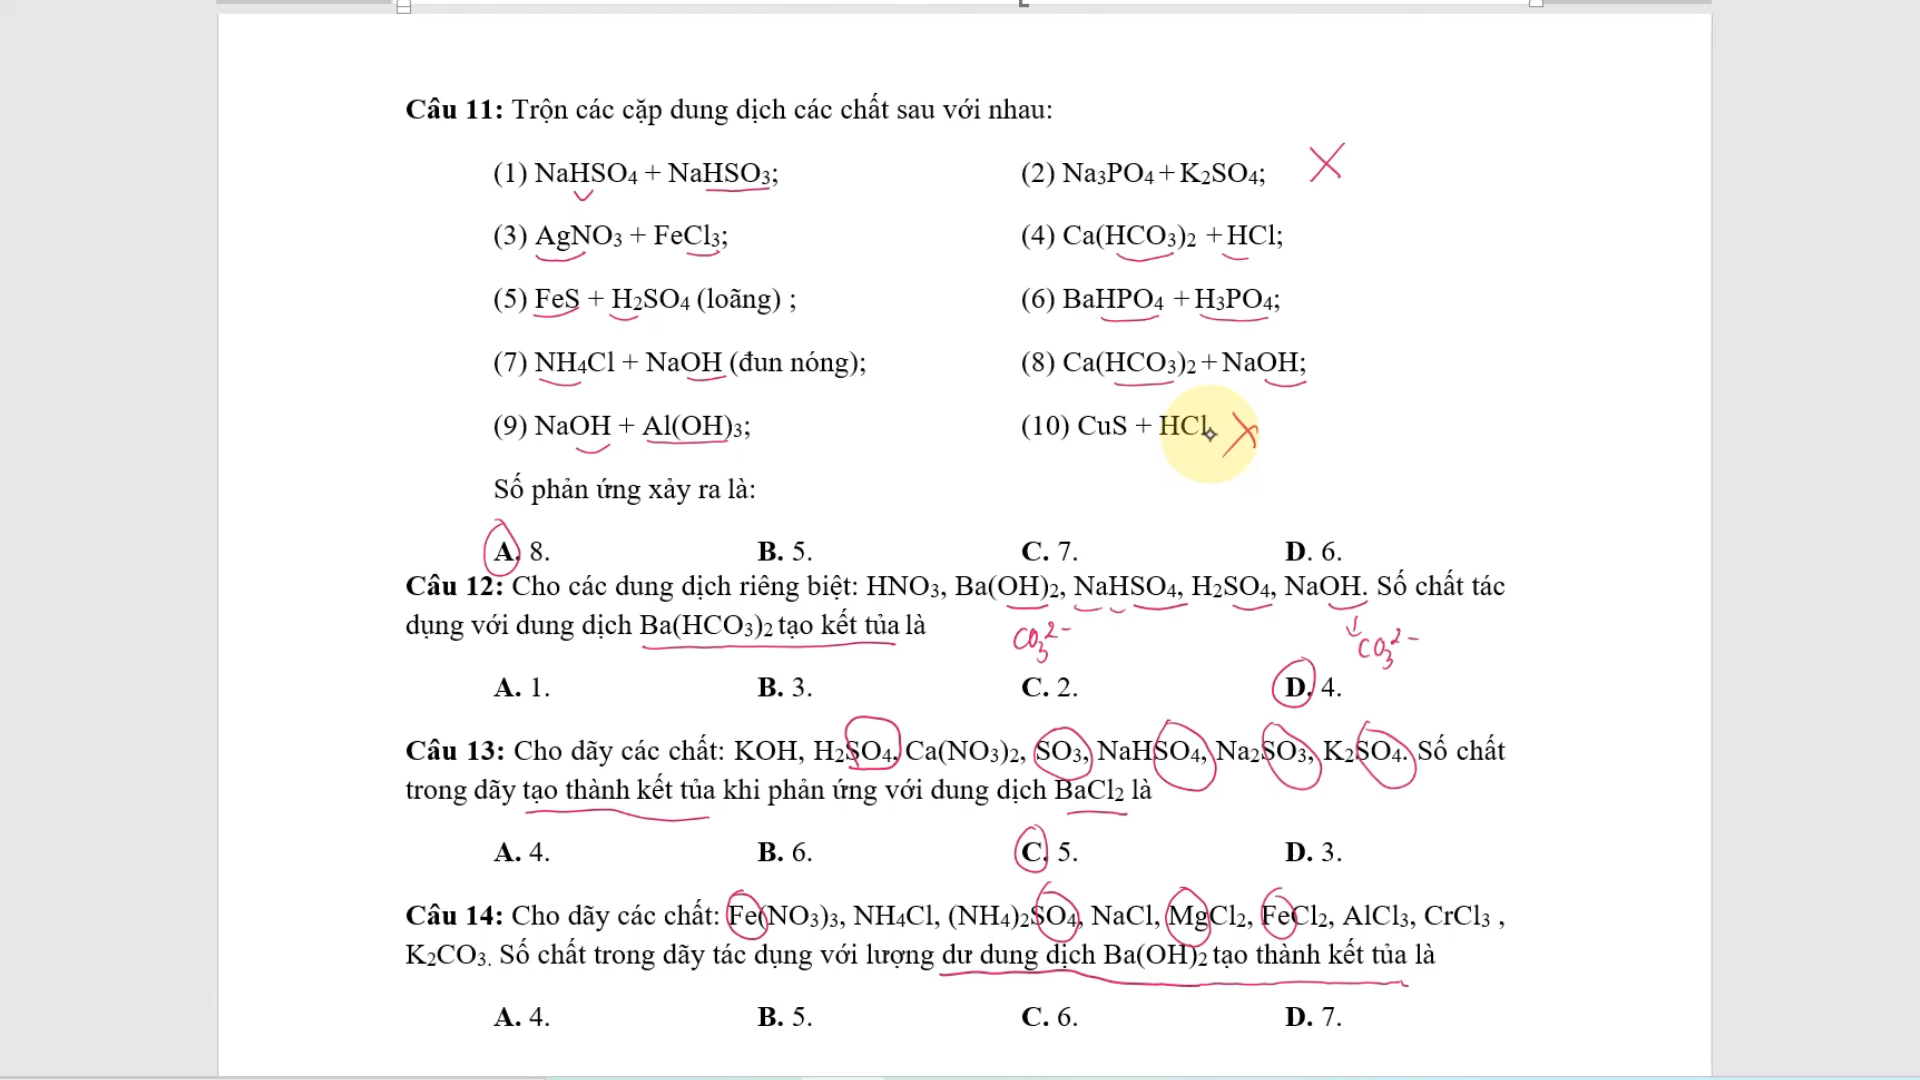 Câu 11: Trộn các cặp dung dịch các chất sau với nhau:
(1) NaHSO4 + NaHSO3; (2) Na3PO4 + K2SO4;
(3) AgNO3 + FeCl3; (4) Ca(HCO3)2 + HCl;
(5) FeS + H2SO4 (loãng) ; (6) BaHPO4 + H3PO4;
(7) NH4Cl + NaOH (đun nóng); (8) Ca(HCO3)2 + NaOH;
(9) NaOH + Al(OH)3; (10) CuS + HCl
Số phản ứng xảy ra là:
A. 8. B. 5. C. 7. D. 6.
Câu 12: Cho các dung dịch riêng biệt: HNO3, Ba(OH)2, NaHSO4, H2SO4, NaOH. Số chất tác
dụng với dung dịch Ba(HCO3)2 tạo kết tủa là
CO3 2- CO3 2-
A. 1. B. 3. C. 2. D. 4.
Câu 13: Cho dãy các chất: KOH, H2SO4, Ca(NO3)2, SO3, NaHSO4, Na2SO3, K2SO4. Số chất
trong dãy tạo thành kết tủa khi phản ứng với dung dịch BaCl2 là
A. 4. B. 6. C. 5. D. 3.
Câu 14: Cho dãy các chất: Fe(NO3)3, NH4Cl, (NH4)2SO4, NaCl, MgCl2, FeCl2, AlCl3, CrCl3 ,
K2CO3. Số chất trong dãy tác dụng với lượng dư dung dịch Ba(OH)2 tạo thành kết tủa là
A. 4. B. 5. C. 6. D. 7.